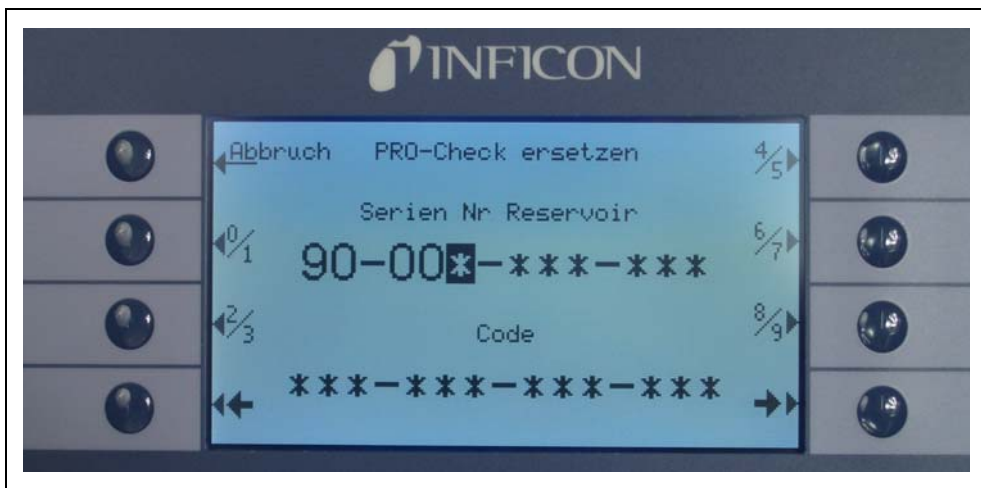 INFICON
Abbruch PRO-Check ersetzen 4/5
Serien Nr Reservoir
0/1 90-00*-***-*** 6/7
2/3 Code 8/9
← ***-***-***-*** →